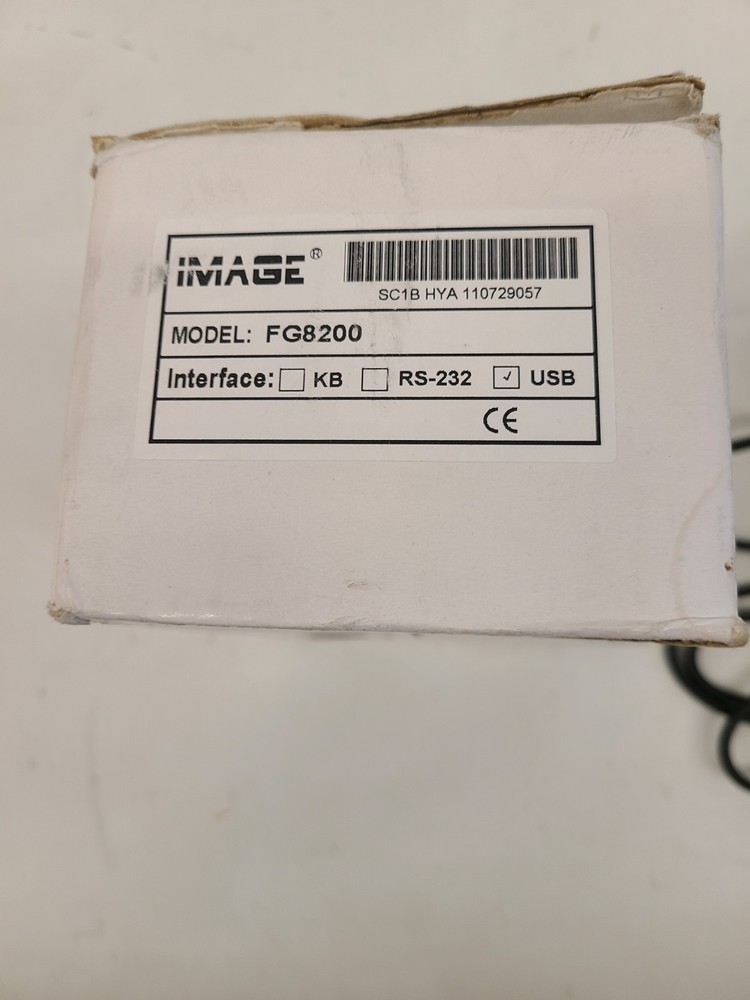 IMAGE®
SC1B HYA 110729057
MODEL: FG8200
Interface: ☐ KB ☐ RS-232 ☑ USB
CE